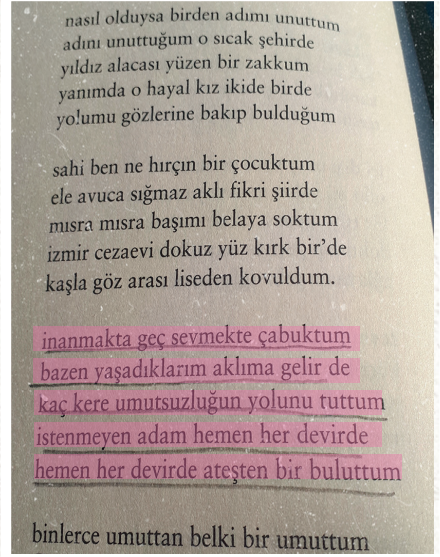 nasıl olduysa birden adımı unuttum
adını unuttuğum o sıcak şehirde
yıldız alacası yüzen bir zakkum
yanımda o hayal kız ikide birde
yolumu gözlerine bakıp bulduğum
sahi ben ne hırçın bir çocuktum
ele avuca sığmaz aklı fikri şiirde
mısra mısra başımı belaya soktum
izmir cezaevi dokuz yüz kırk bir'de
kaşla göz arası liseden kovuldum.
inanmakta geç sevmekte çabuktum
bazen yaşadıklarım aklıma gelir de
kaç kere umutsuzluğun yolunu tuttum
istenmeyen adam hemen her devirde
hemen her devirde ateşten bir buluttum
binlerce umuttan belki bir umuttum